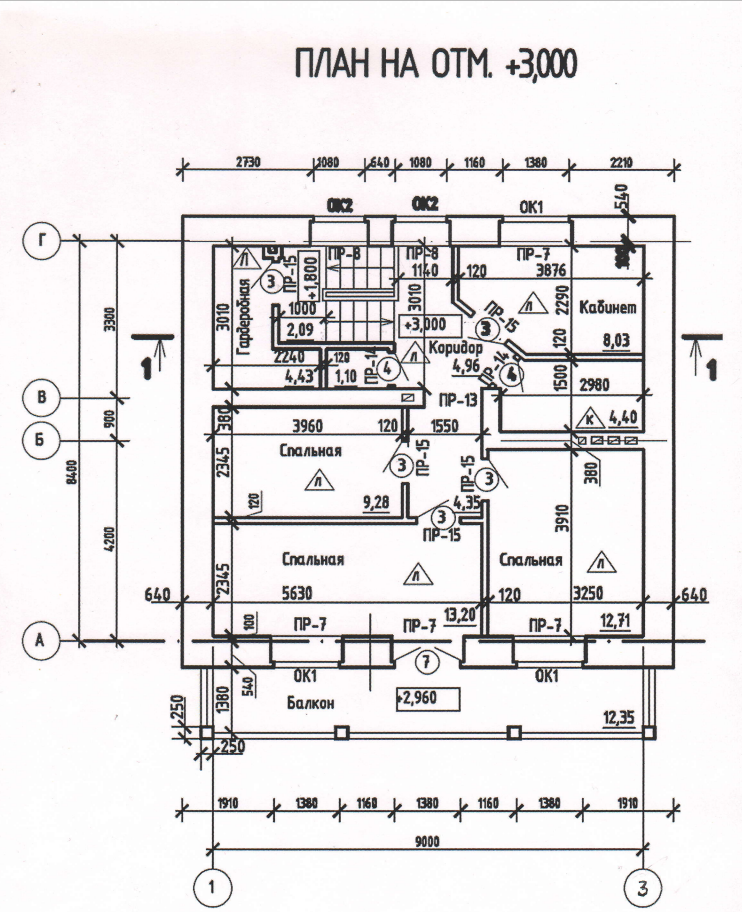 ПЛАН НА ОТМ. +3,000
2730 1080 640 1080 1160 1380 2210
540
ОК2 ОК2 ОК1
Г
Л ПР-8 ПР-8 ПР-7
3 ПР-15 +1,800 1140 120 3876
3010 Гардеробная 1000 3010 ПР-15 Л 2290 Кабинет
3300 2,09 +3,000 3 120 8,03
1 Коридор 1
2240 120 ПР-14 4 Л 4,96 ПР-14 Л 4 1500 2980
4,43 1,10
В ПР-13
380 К 4,40
900 3960 120 1550
Б
8400 2345 Спальная 3 ПР-15 ПР-15 3 380
Л
120 9,28 4,35 3910
3
ПР-15
4200 Спальная Спальная
2345 Л Л
640 5630 120 3250 640
13,20 12,71
А 100 ПР-7 ПР-7 ПР-7
7
540 ОК1 ОК1
1380 Балкон +2,960
250 12,35
250
1910 1380 1160 1380 1160 1380 1910
9000
1 3